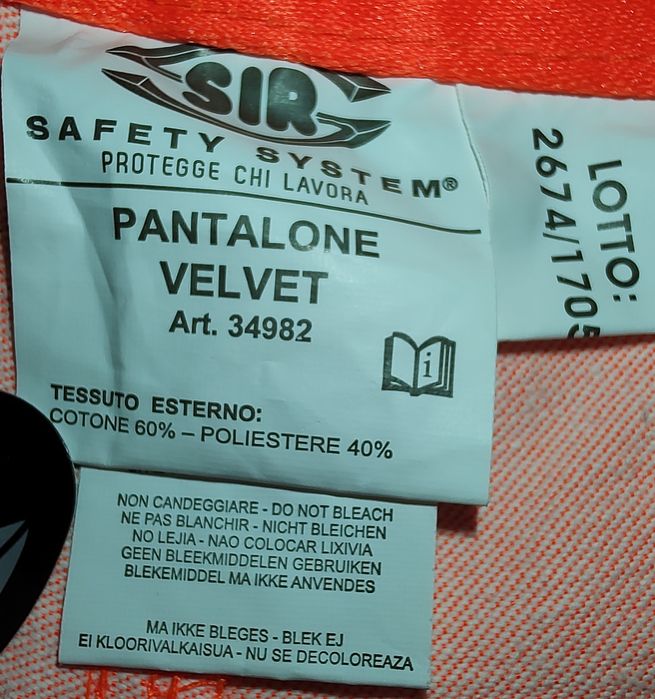 SIR
SAFETY SYSTEM®
PROTEGGE CHI LAVORA
PANTALONE
VELVET
Art. 34982
i
TESSUTO ESTERNO:
COTONE 60% – POLIESTERE 40%
NON CANDEGGIARE - DO NOT BLEACH
NE PAS BLANCHIR - NICHT BLEICHEN
NO LEJIA - NAO COLOCAR LIXIVIA
GEEN BLEEKMIDDELEN GEBRUIKEN
BLEKEMIDDEL MA IKKE ANVENDES
MA IKKE BLEGES - BLEK EJ
EI KLOORIVALKAISUA - NU SE DECOLOREAZA
LOTTO:
2674/1705